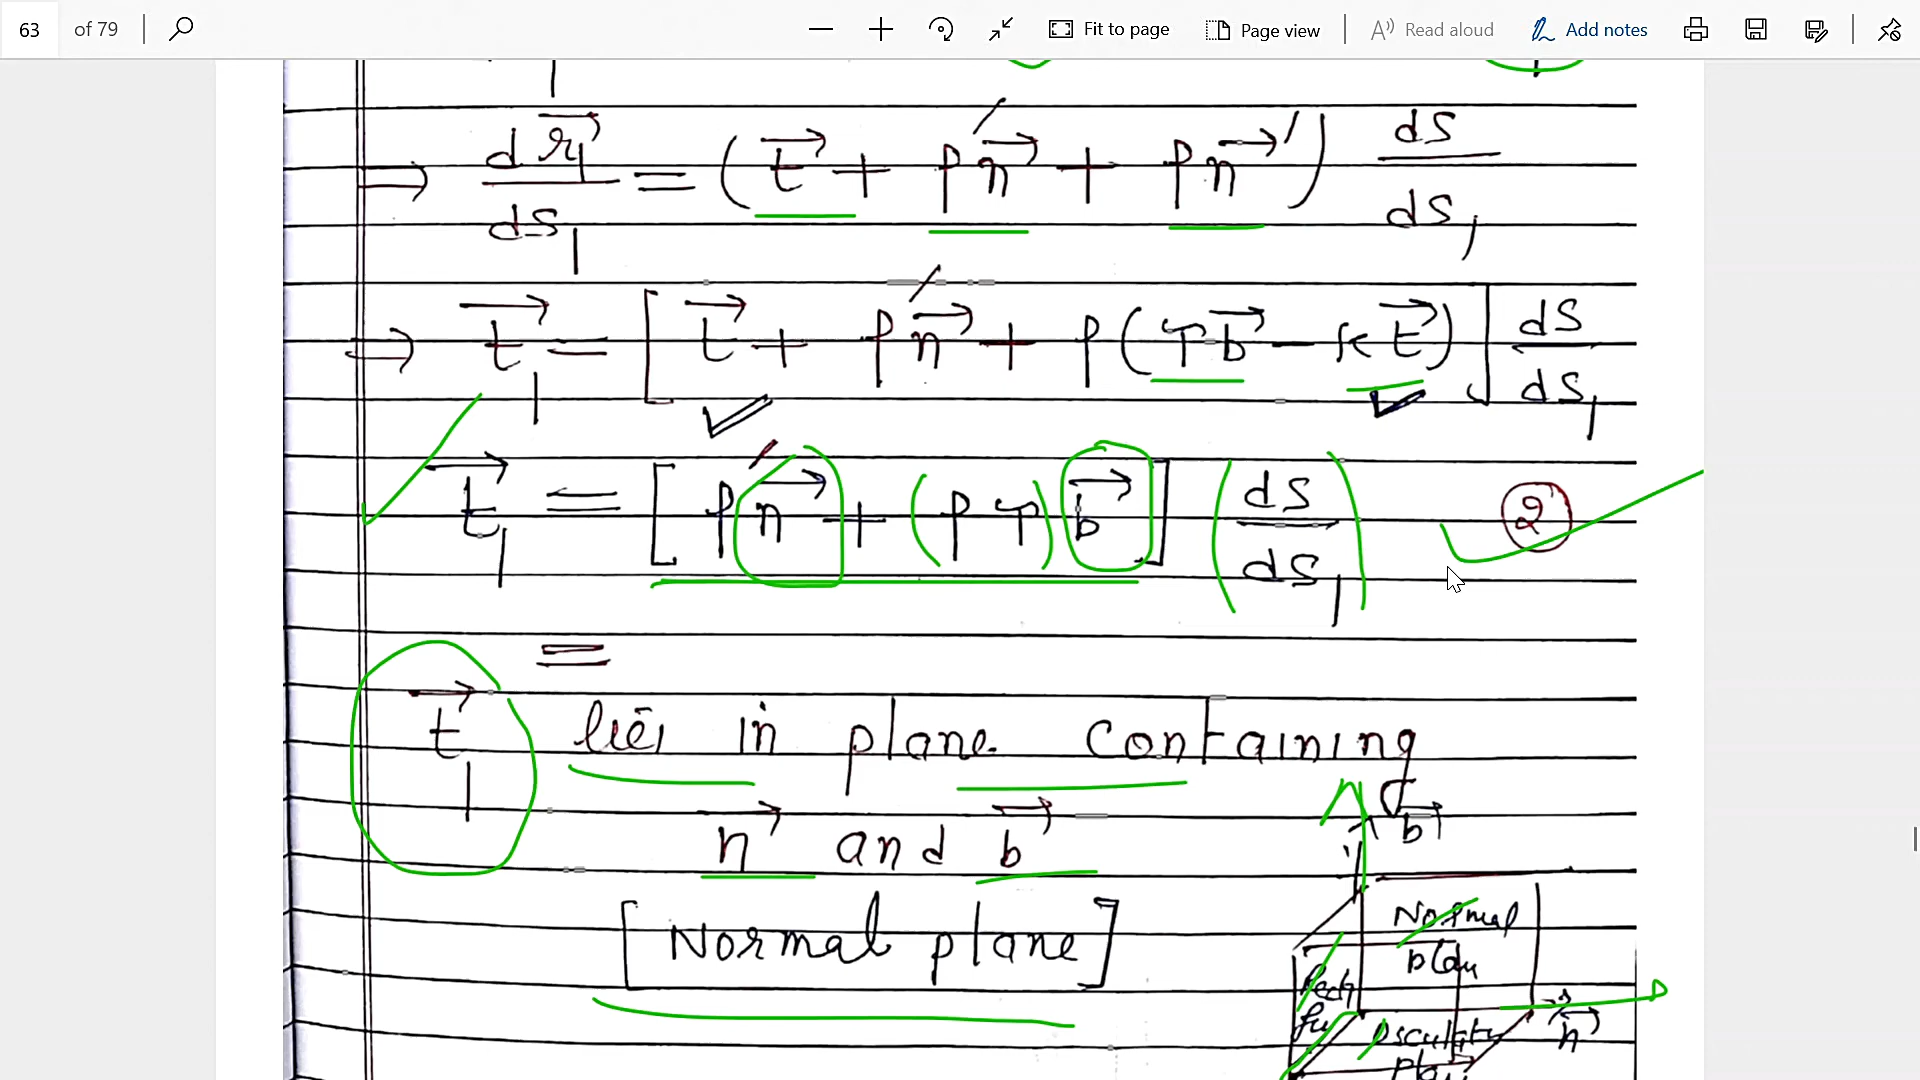 63 of 79 Fit to page Page view Read aloud Add notes
⇒ dr⃗₁/ds₁ = (t⃗ + ρ'n⃗ + ρn⃗') ds/ds₁
⇒ t⃗₁ = [t⃗ + ρ'n⃗ + ρ(τb⃗ − κt⃗)] ds/ds₁
t⃗₁ = [ρ'n⃗ + (ρτ)b⃗] (ds/ds₁) ②
=
t⃗₁ lies in plane containing
n⃗ and b⃗
b⃗
[Normal plane]
Normal
plan
n⃗